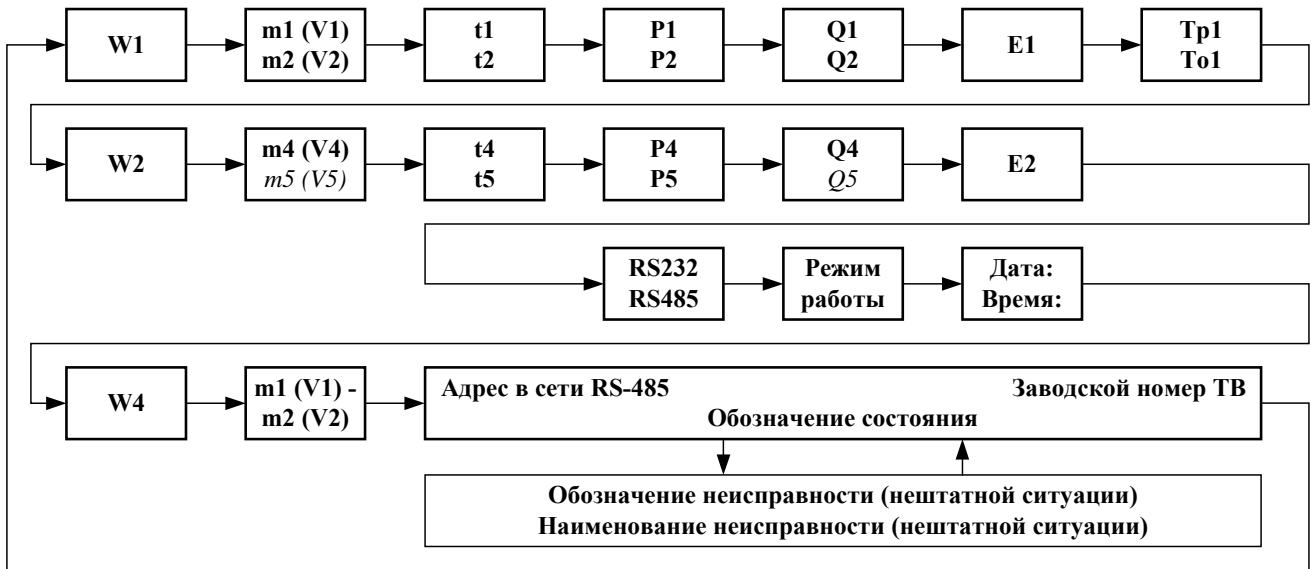 W1
m1 (V1)
m2 (V2)
t1
t2
P1
P2
Q1
Q2
E1
Тр1
То1
W2
m4 (V4)
m5 (V5)
t4
t5
P4
P5
Q4
Q5
E2
RS232
RS485
Режим
работы
Дата:
Время:
W4
m1 (V1) -
m2 (V2)
Адрес в сети RS-485 Заводской номер ТВ
Обозначение состояния
Обозначение неисправности (нештатной ситуации)
Наименование неисправности (нештатной ситуации)